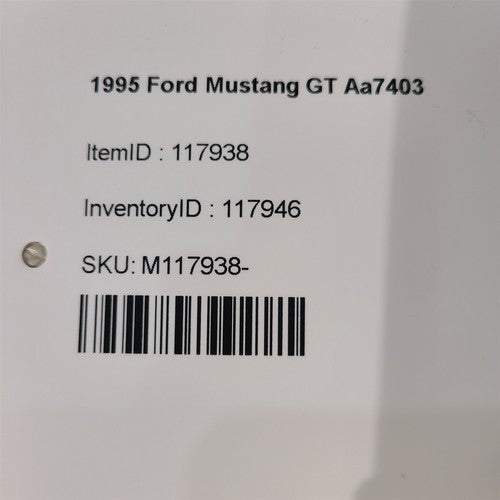 1995 Ford Mustang GT Aa7403
ItemID : 117938
InventoryID : 117946
SKU: M117938-